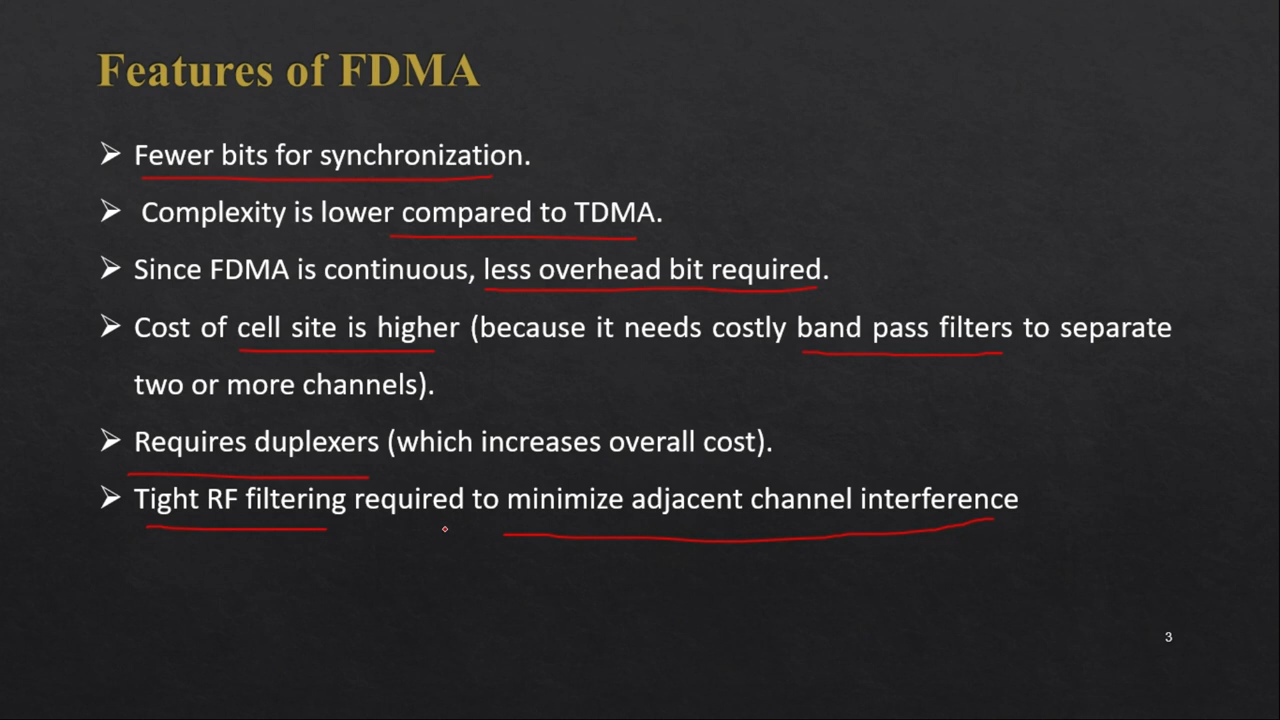 Features of FDMA
➢ Fewer bits for synchronization.
➢ Complexity is lower compared to TDMA.
➢ Since FDMA is continuous, less overhead bit required.
➢ Cost of cell site is higher (because it needs costly band pass filters to separate
two or more channels).
➢ Requires duplexers (which increases overall cost).
➢ Tight RF filtering required to minimize adjacent channel interference
3